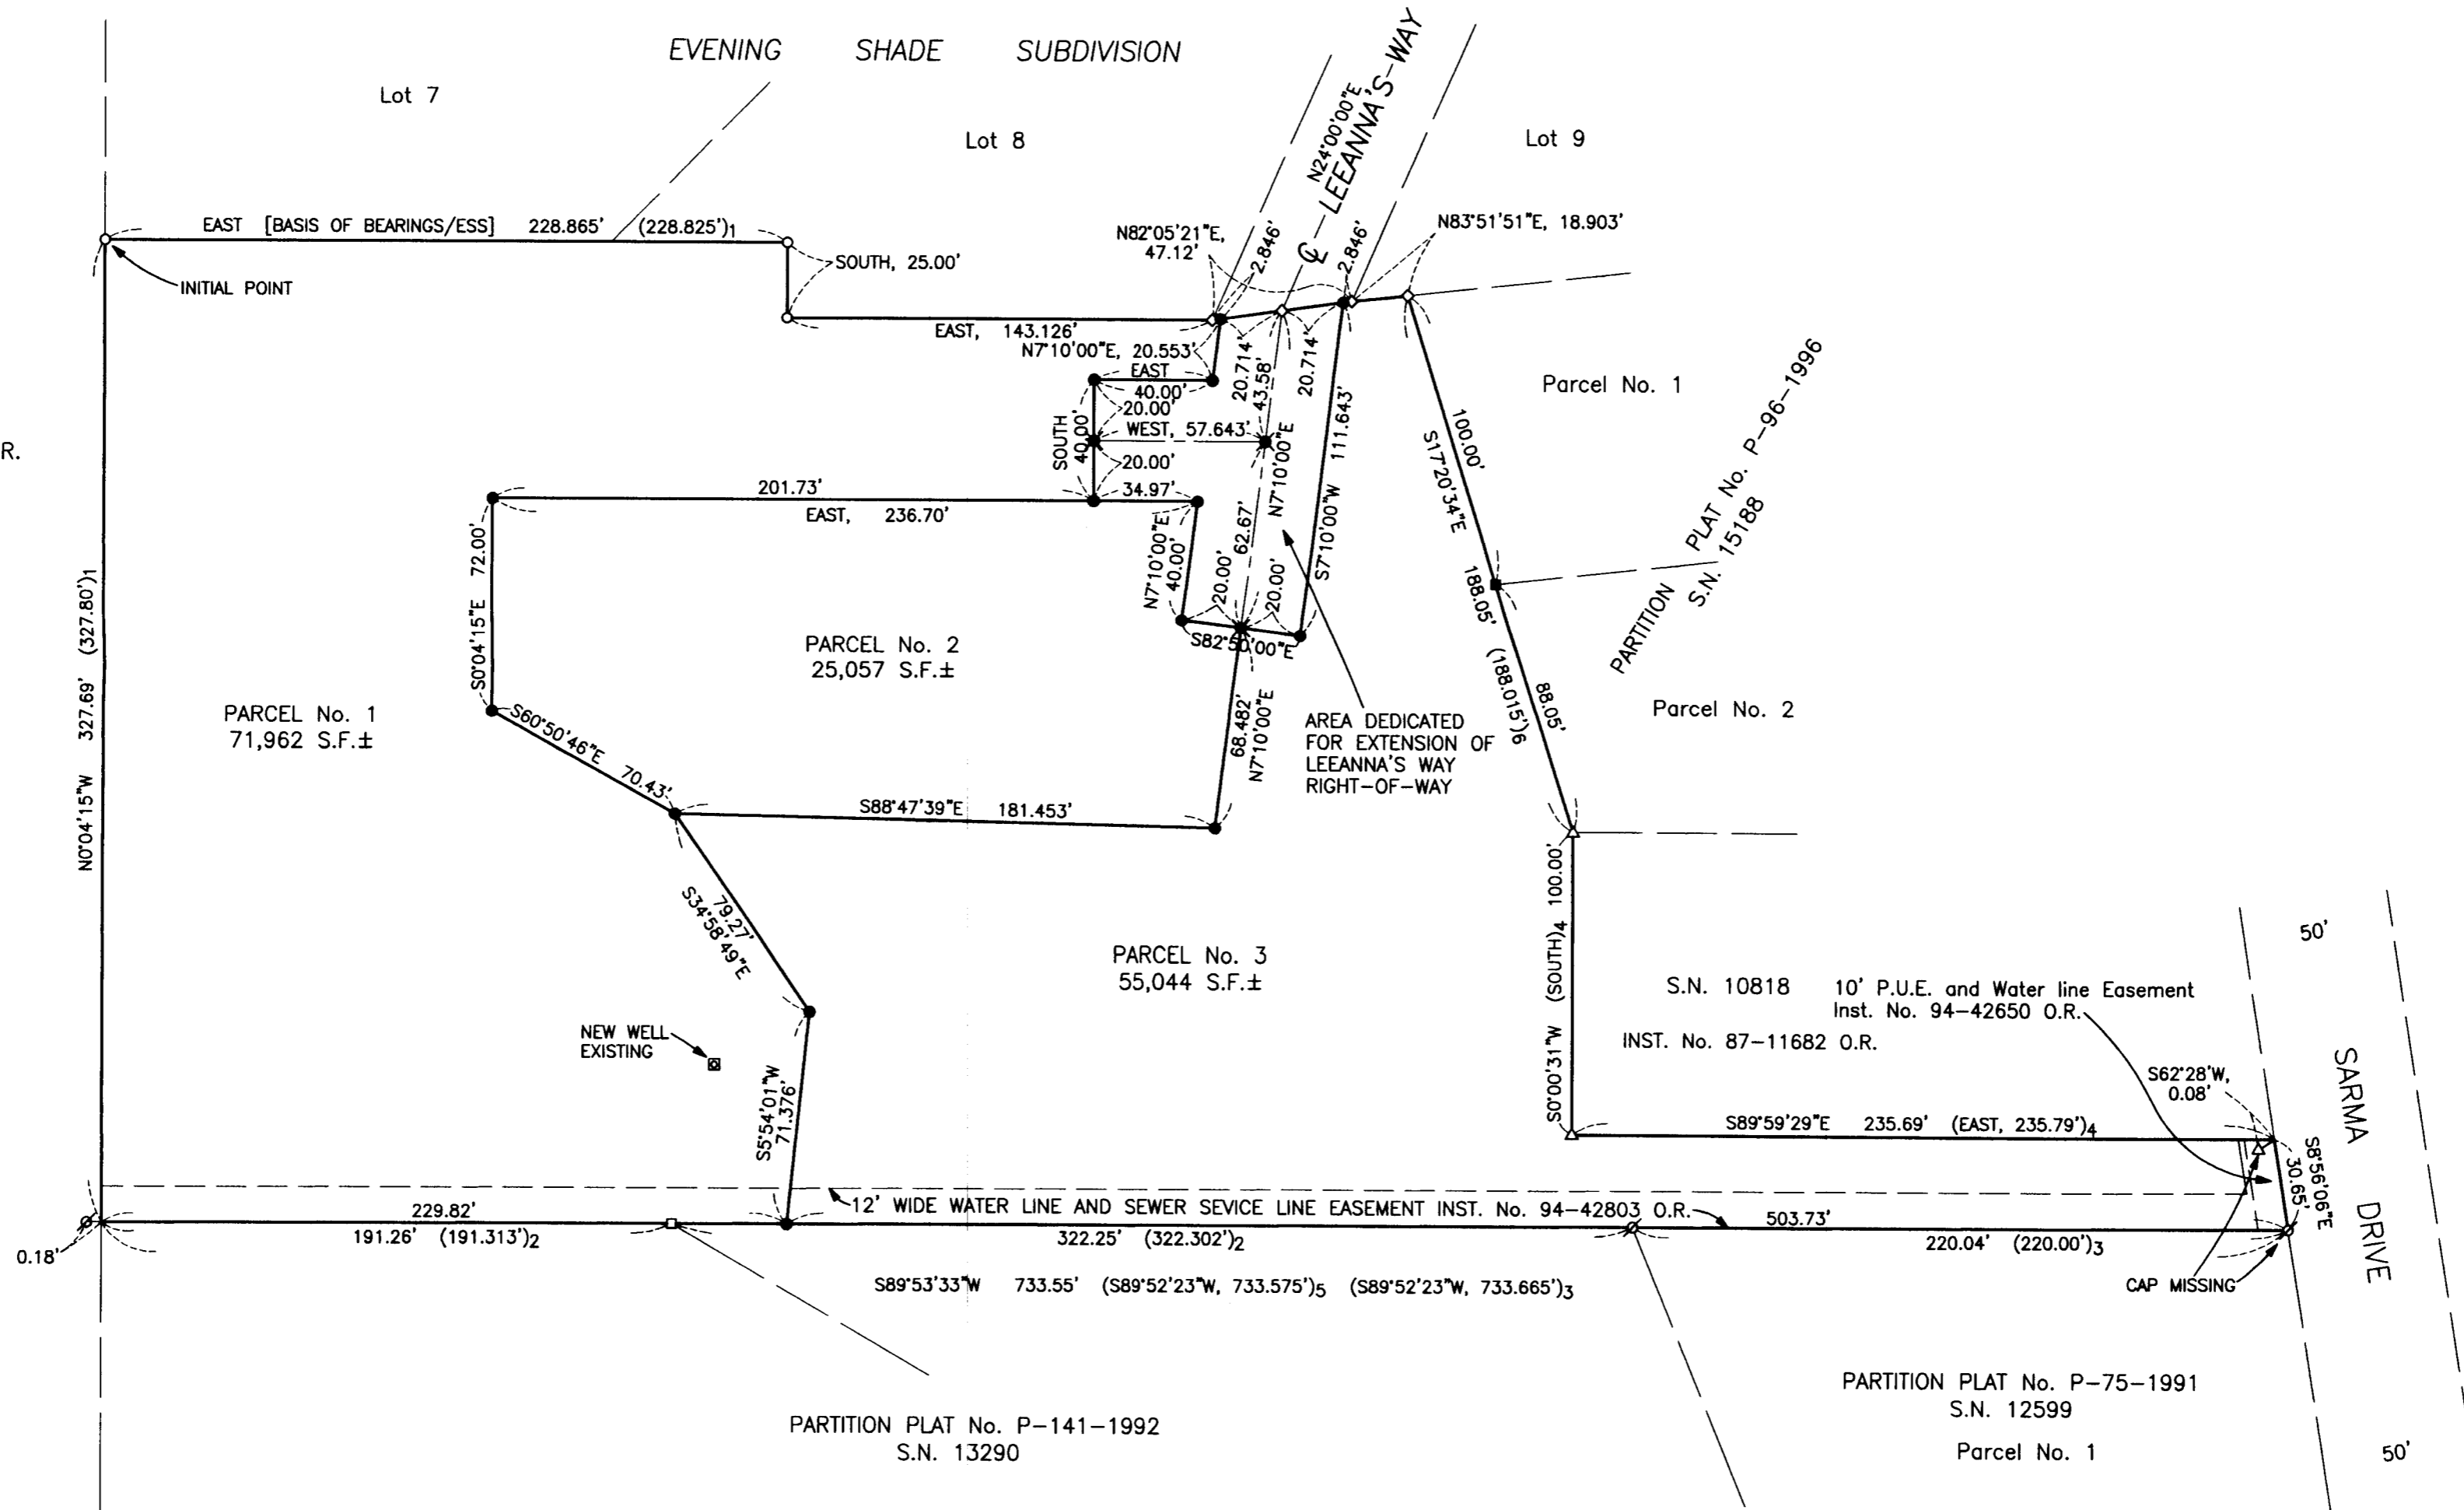 EVENING SHADE SUBDIVISION
Lot 7
Lot 8
Lot 9
N24°00'00"E
℄ LEEANNA'S WAY
EAST [BASIS OF BEARINGS/ESS] 228.865' (228.825')1
INITIAL POINT
SOUTH, 25.00'
N82°05'21"E,
47.12'
2.846'
2.846'
N83°51'51"E, 18.903'
EAST, 143.126'
N7°10'00"E, 20.553'
EAST
40.00'
20.00'
SOUTH
40.00'
WEST, 57.643'
20.00'
20.714'
43.58'
20.714'
N7°10'00"E
111.643'
S7°10'00"W
R.
201.73'
34.97'
EAST, 236.70'
N7°10'00"E
40.00'
62.67'
20.00'
20.00'
S82°50'00"E
S0°04'15"E 72.00'
PARCEL No. 2
25,057 S.F.±
N0°04'15"W 327.69' (327.80')1
PARCEL No. 1
71,962 S.F.±
S60°50'46"E 70.43'
S88°47'39"E 181.453'
68.482'
N7°10'00"E
AREA DEDICATED
FOR EXTENSION OF
LEEANNA'S WAY
RIGHT-OF-WAY
100.00'
S17°20'34"E
188.05' (188.015')6
88.05'
Parcel No. 1
PARTITION PLAT No. P-96-1996
S.N. 15188
Parcel No. 2
79.27'
S34°58'49"E
PARCEL No. 3
55,044 S.F.±
S0°00'31"W (SOUTH)4 100.00'
NEW WELL
EXISTING
S5°54'01"W
71.376'
S.N. 10818
10' P.U.E. and Water line Easement
Inst. No. 94-42650 O.R.
INST. No. 87-11682 O.R.
50'
S62°28'W,
0.08'
SARMA DRIVE
S89°59'29"E 235.69' (EAST, 235.79')4
S8°56'06"E
30.65'
12' WIDE WATER LINE AND SEWER SEVICE LINE EASEMENT INST. No. 94-42803 O.R.
229.82'
503.73'
0.18'
191.26' (191.313')2
322.25' (322.302')2
220.04' (220.00')3
S89°53'33"W 733.55' (S89°52'23"W, 733.575')5 (S89°52'23"W, 733.665')3
CAP MISSING
PARTITION PLAT No. P-141-1992
S.N. 13290
PARTITION PLAT No. P-75-1991
S.N. 12599
Parcel No. 1
50'